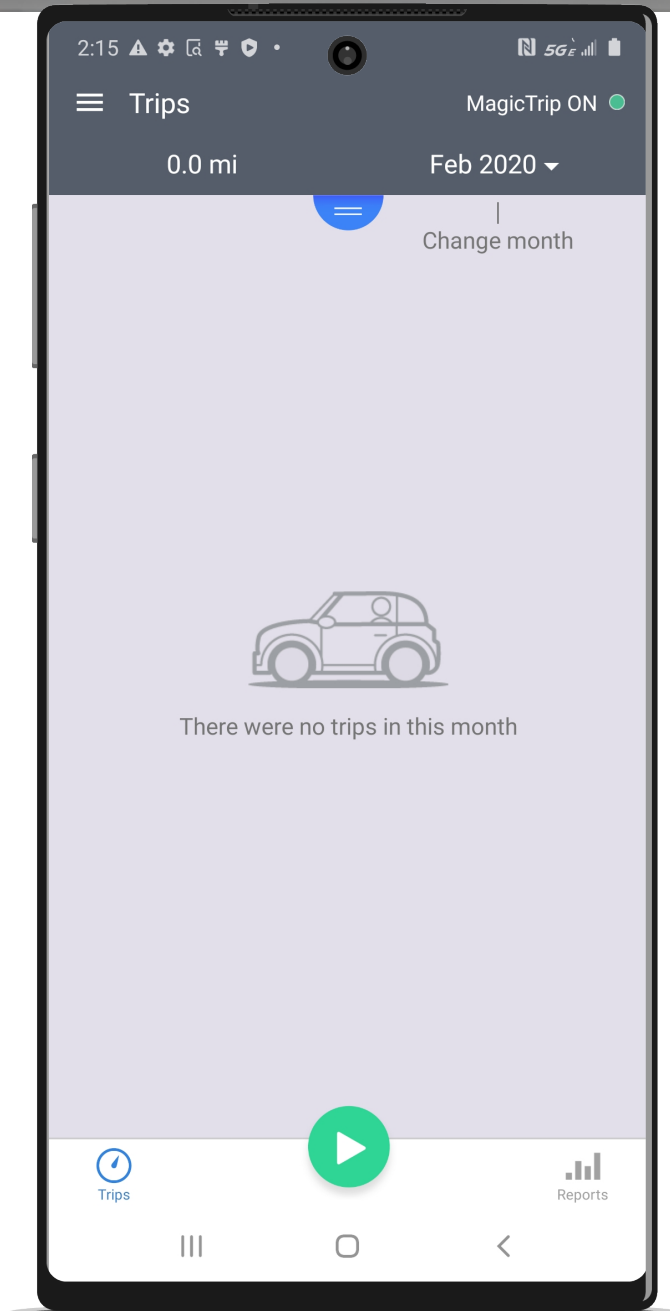 2:15 5GE
Trips MagicTrip ON
0.0 mi Feb 2020
Change month
There were no trips in this month
Trips Reports